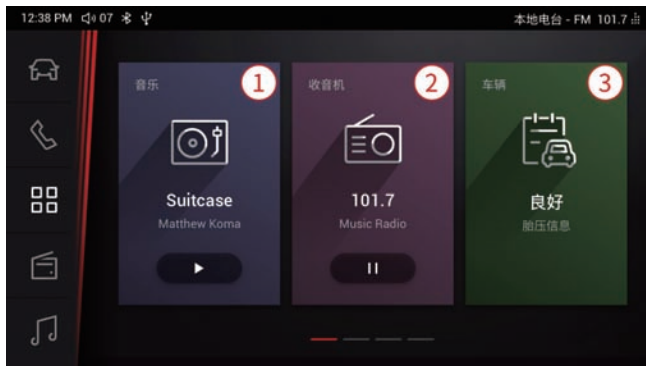 12:38 PM 07
本地电台 - FM 101.7
音乐
1
Suitcase
Matthew Koma
收音机
2
101.7
Music Radio
车辆
3
良好
胎压信息